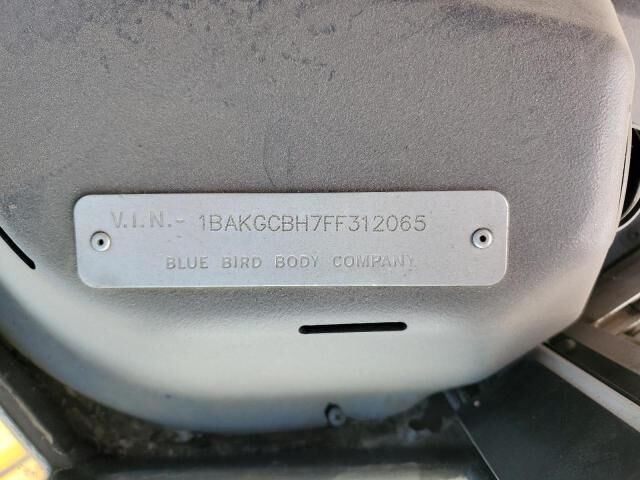 V.I.N.- 1BAKGCBH7FF312065
BLUE BIRD BODY COMPANY